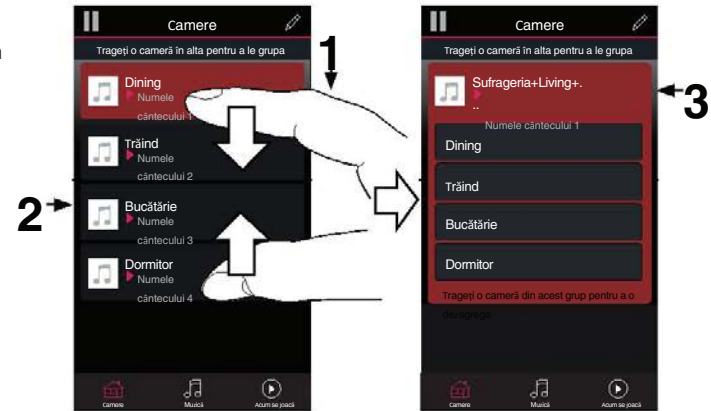 Camere
Trageți o cameră în alta pentru a le grupa
Dining
Numele
cântecului 1
Trăind
Numele
cântecului 2
Bucătărie
Numele
cântecului 3
Dormitor
Numele
cântecului 4
Camere
Muzică
Acum se joacă
1
2
Camere
Trageți o cameră în alta pentru a le grupa
Sufrageria+Living+.
..
Numele cântecului 1
Dining
Trăind
Bucătărie
Dormitor
Trageți o cameră din acest grup pentru a o
dezagrega
Camere
Muzică
Acum se joacă
3